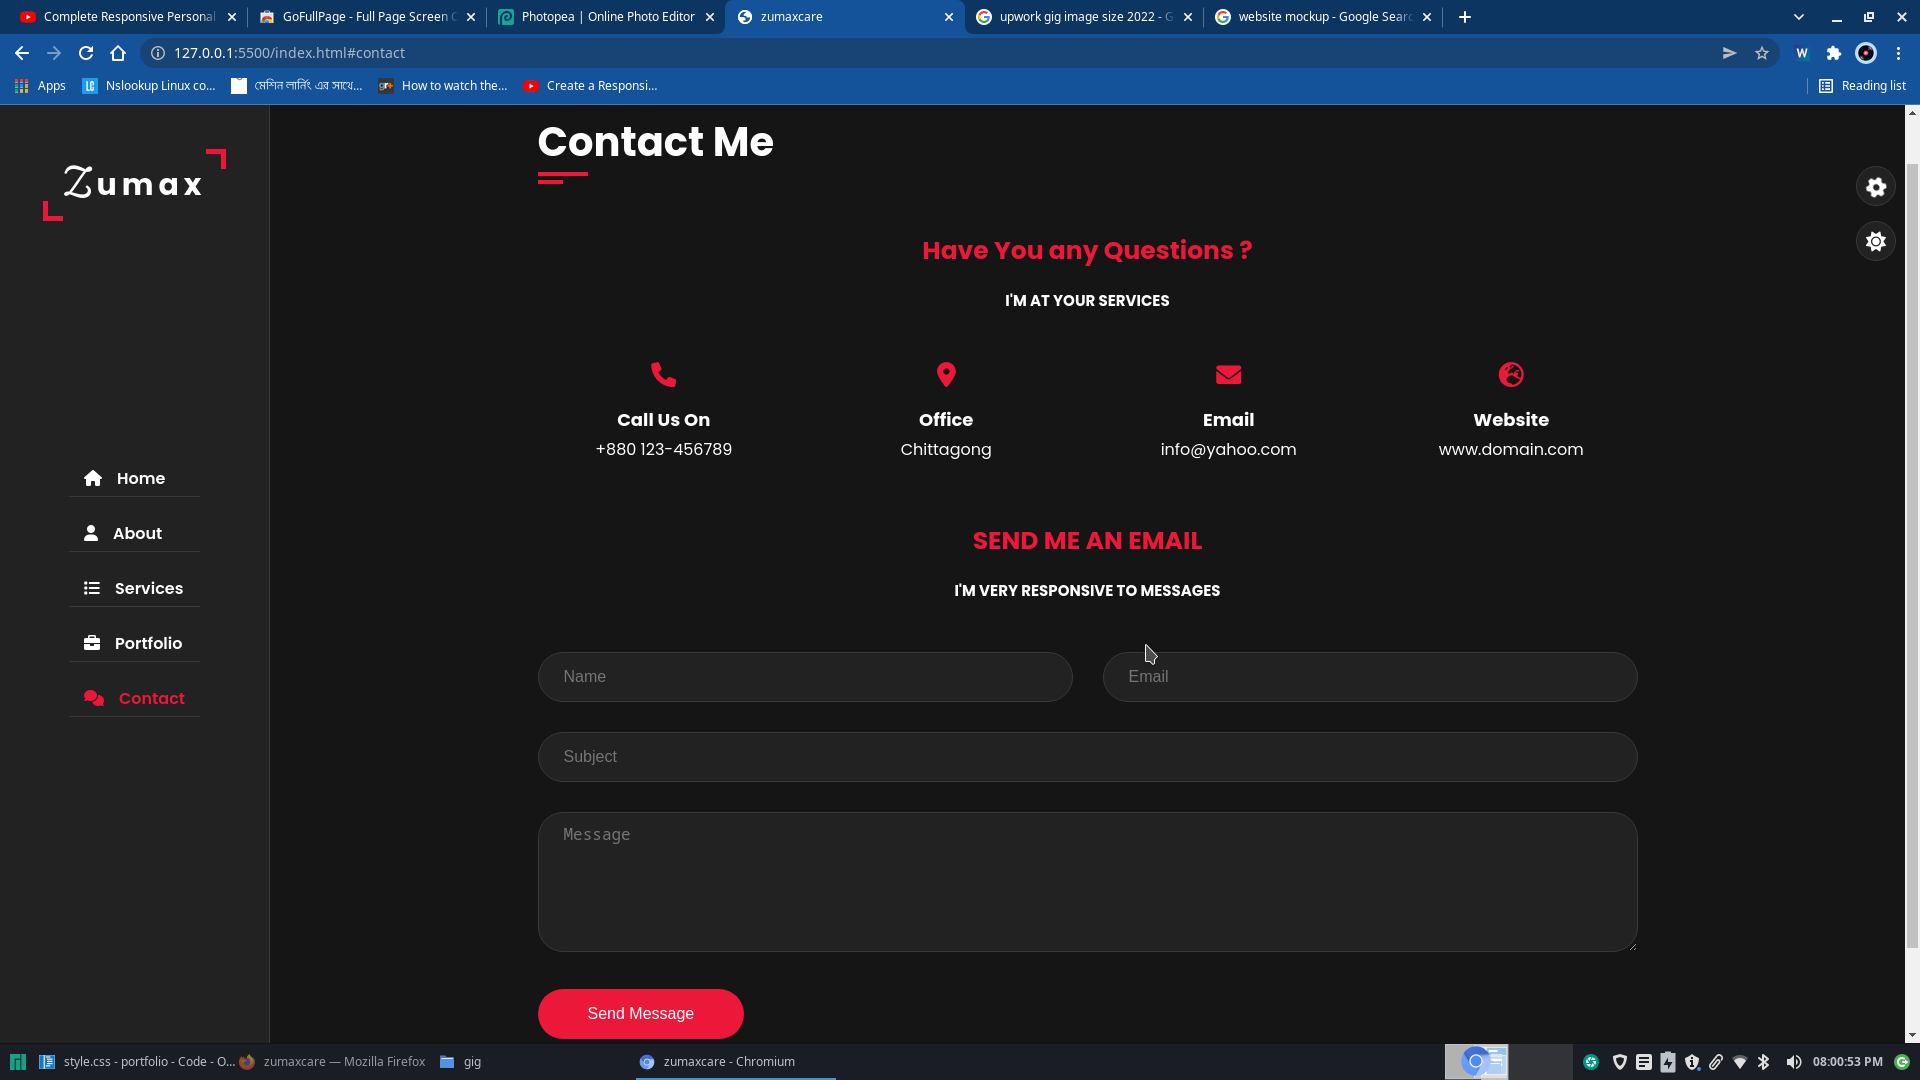 Complete Responsive Personal
GoFullPage - Full Page Screen C
Photopea | Online Photo Editor
zumaxcare
upwork gig image size 2022 - G
website mockup - Google Searc
127.0.0.1:5500/index.html#contact
Apps
Nslookup Linux co...
মেশিন লার্নিং এর সাথে...
How to watch the...
Create a Responsi...
Reading list
Zumax
Home
About
Services
Portfolio
Contact
Contact Me
Have You any Questions ?
I'M AT YOUR SERVICES
Call Us On
+880 123-456789
Office
Chittagong
Email
info@yahoo.com
Website
www.domain.com
SEND ME AN EMAIL
I'M VERY RESPONSIVE TO MESSAGES
Name
Email
Subject
Message
Send Message
style.css - portfolio - Code - O...
zumaxcare — Mozilla Firefox
gig
zumaxcare - Chromium
08:00:53 PM